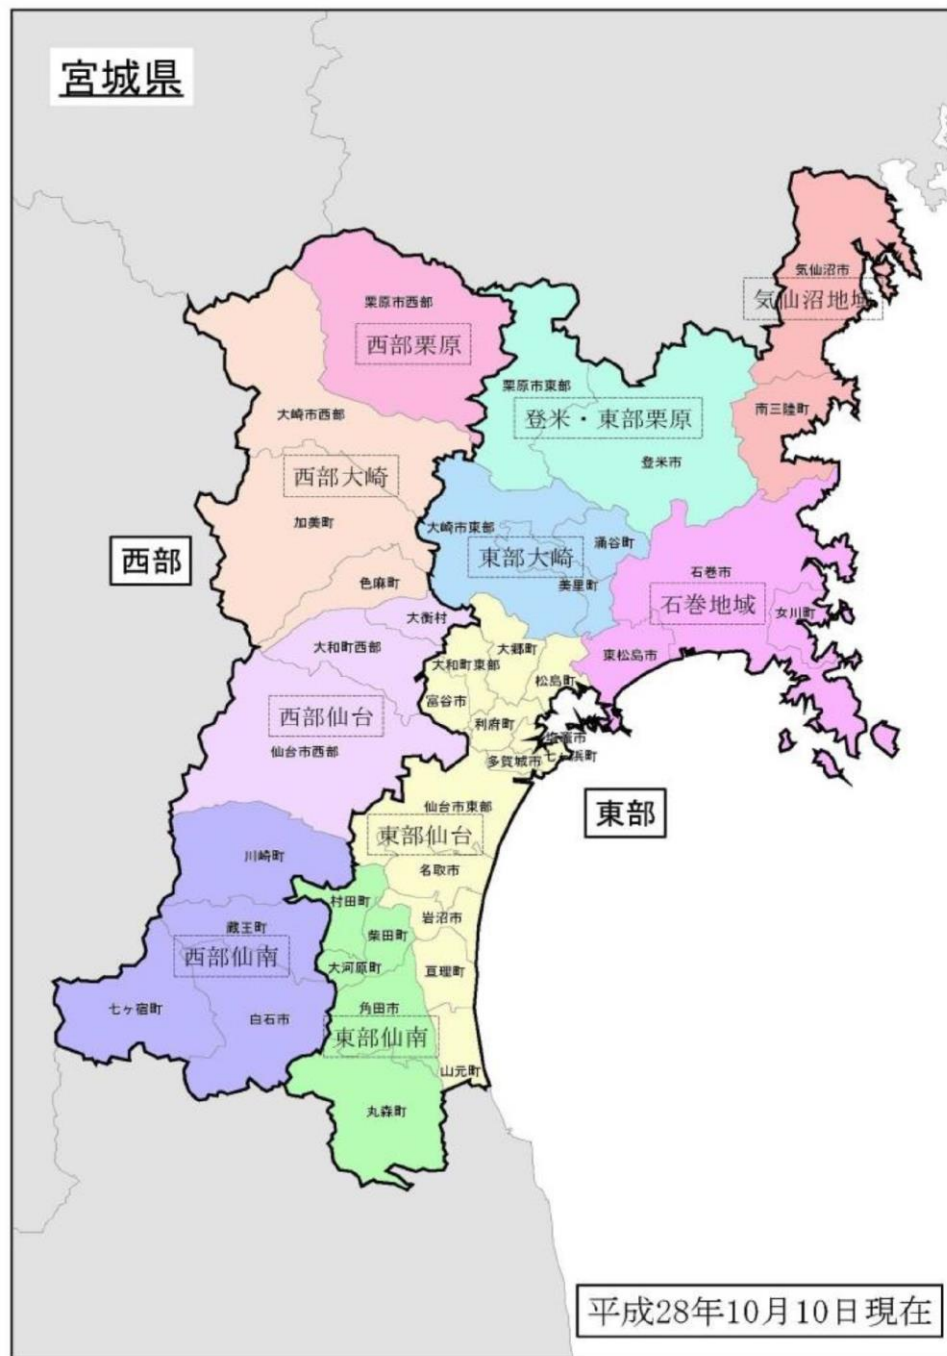 宮城県
気仙沼市
気仙沼地域
栗原市西部
西部栗原
栗原市東部
登米・東部栗原
南三陸町
大崎市西部
登米市
西部大崎
加美町
大崎市東部
涌谷町
東部大崎
美里町
西部
石巻市
石巻地域
女川町
色麻町
大衡村
大和町西部
大郷町
東松島市
大和町東部
松島町
富谷市
西部仙台
利府町
仙台市西部
塩竈市
多賀城市
七ヶ浜町
仙台市東部
東部
東部仙台
川崎町
名取市
村田町
岩沼市
蔵王町
柴田町
西部仙南
大河原町
亘理町
七ヶ宿町
白石市
角田市
東部仙南
山元町
丸森町
平成28年10月10日現在